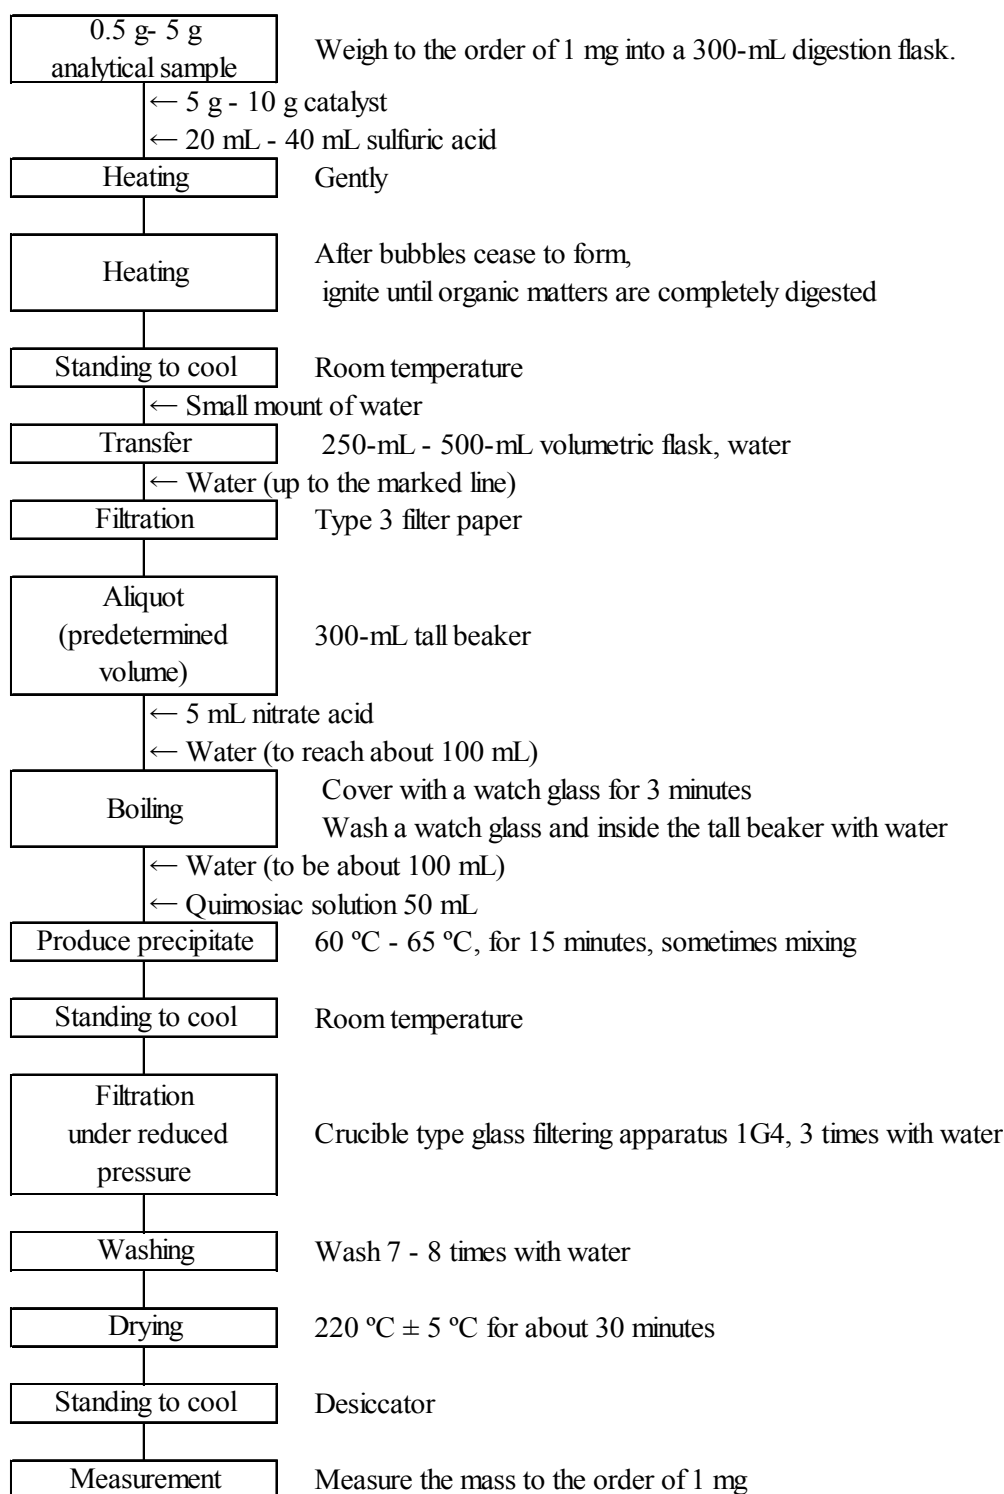 0.5 g- 5 g
analytical sample
Weigh to the order of 1 mg into a 300-mL digestion flask.
← 5 g - 10 g catalyst
← 20 mL - 40 mL sulfuric acid
Heating
Gently
Heating
After bubbles cease to form,
ignite until organic matters are completely digested
Standing to cool
Room temperature
← Small mount of water
Transfer
250-mL - 500-mL volumetric flask, water
← Water (up to the marked line)
Filtration
Type 3 filter paper
Aliquot
(predetermined
volume)
300-mL tall beaker
← 5 mL nitrate acid
← Water (to reach about 100 mL)
Boiling
Cover with a watch glass for 3 minutes
Wash a watch glass and inside the tall beaker with water
← Water (to be about 100 mL)
← Quimosiac solution 50 mL
Produce precipitate
60 ºC - 65 ºC, for 15 minutes, sometimes mixing
Standing to cool
Room temperature
Filtration
under reduced
pressure
Crucible type glass filtering apparatus 1G4, 3 times with water
Washing
Wash 7 - 8 times with water
Drying
220 ºC ± 5 ºC for about 30 minutes
Standing to cool
Desiccator
Measurement
Measure the mass to the order of 1 mg